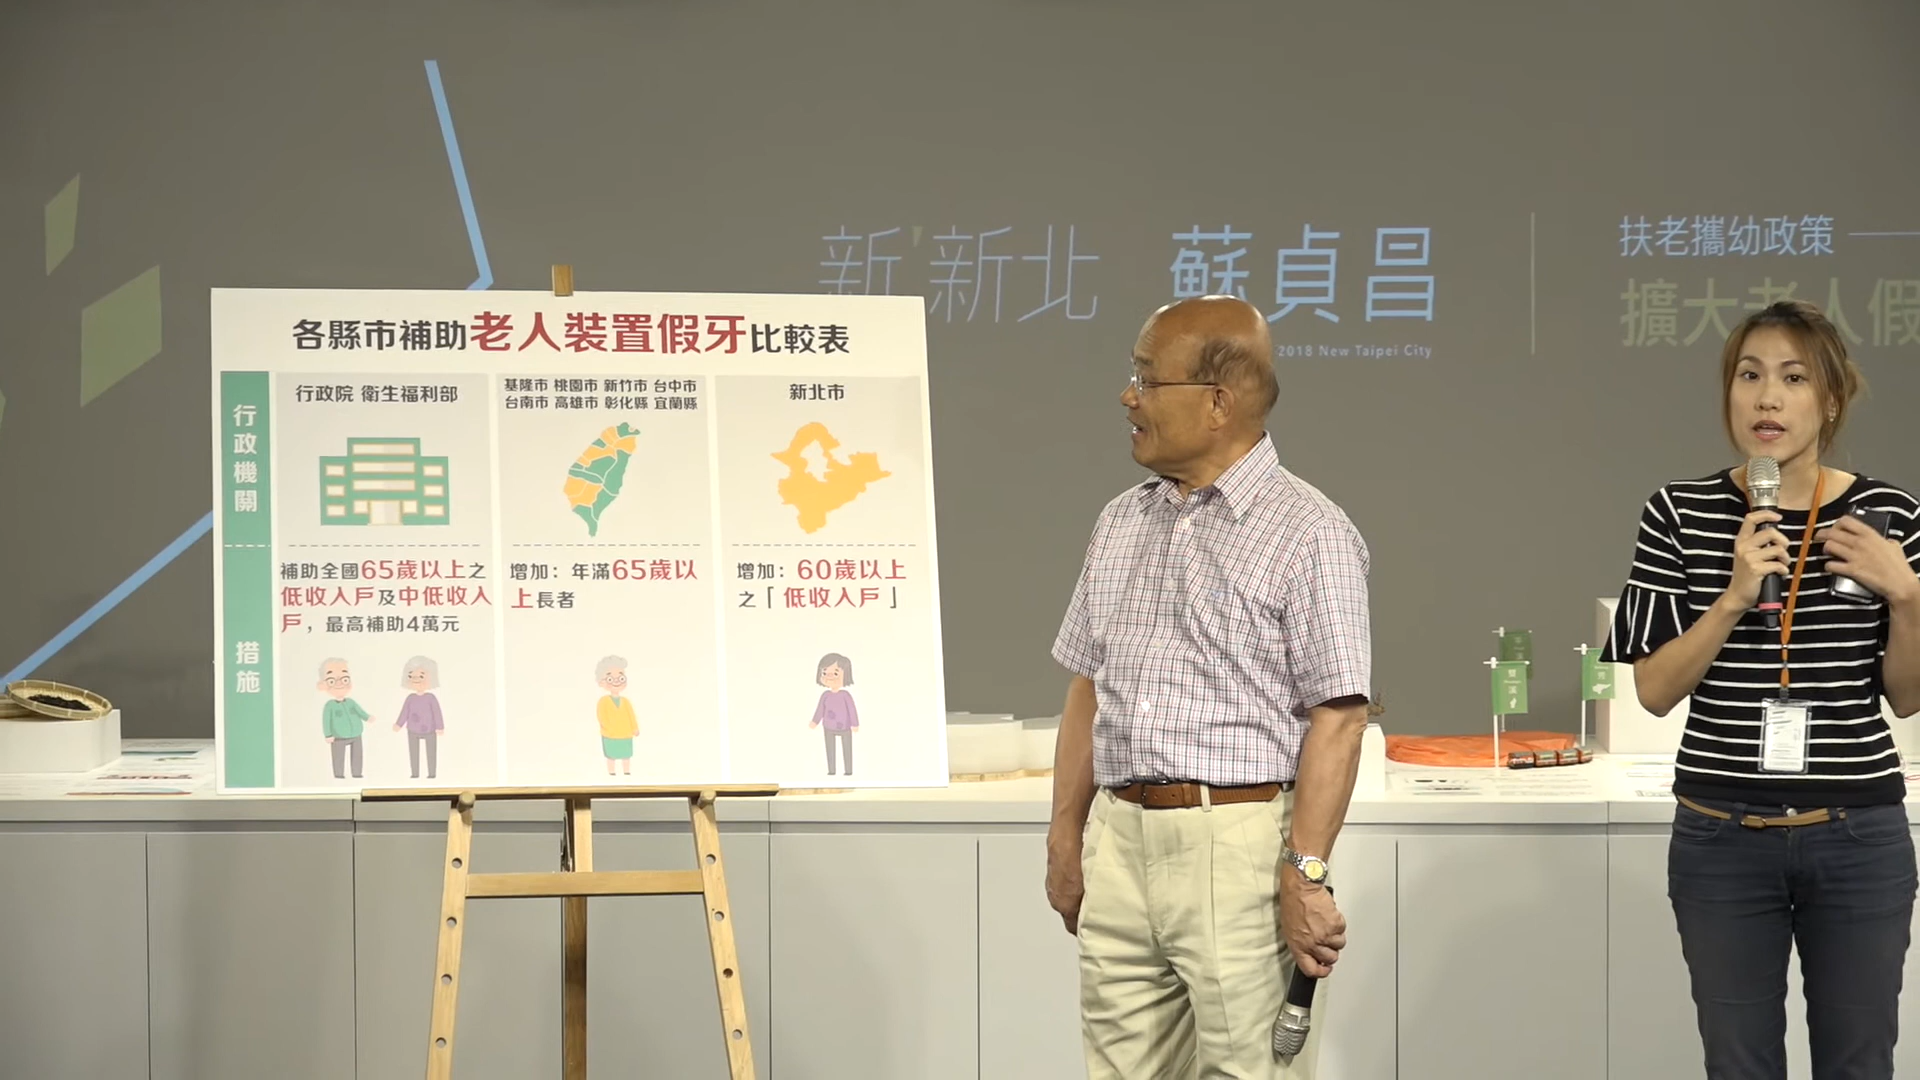 新'新北
蘇貞昌
2018 New Taipei City
扶老攜幼政策
擴大老人假
各縣市補助老人裝置假牙比較表
行政機關
行政院 衛生福利部
基隆市 桃園市 新竹市 台中市
台南市 高雄市 彰化縣 宜蘭縣
新北市
措施
補助全國65歲以上之
低收入戶及中低收入
戶，最高補助4萬元
增加：年滿65歲以
上長者
增加：60歲以上
之「低收入戶」